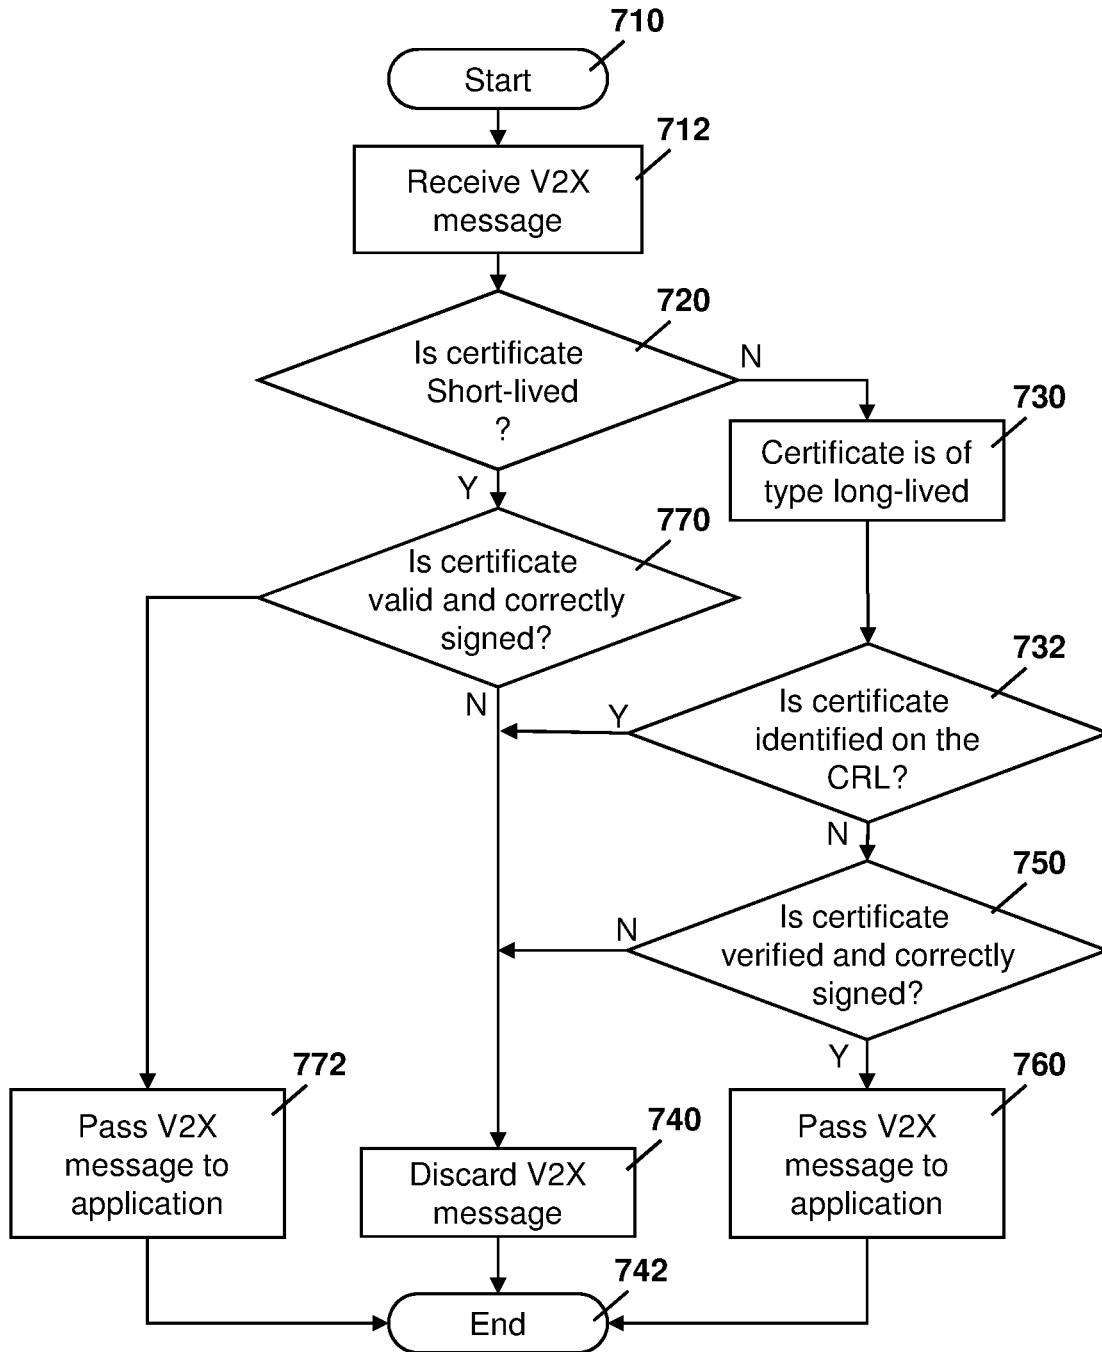 710
Start
712
Receive V2X
message
720
Is certificate
Short-lived
?
N
Y
730
Certificate is of
type long-lived
770
Is certificate
valid and correctly
signed?
N
732
Is certificate
identified on the
CRL?
Y
N
750
Is certificate
verified and correctly
signed?
N
Y
772
Pass V2X
message to
application
740
Discard V2X
message
760
Pass V2X
message to
application
742
End